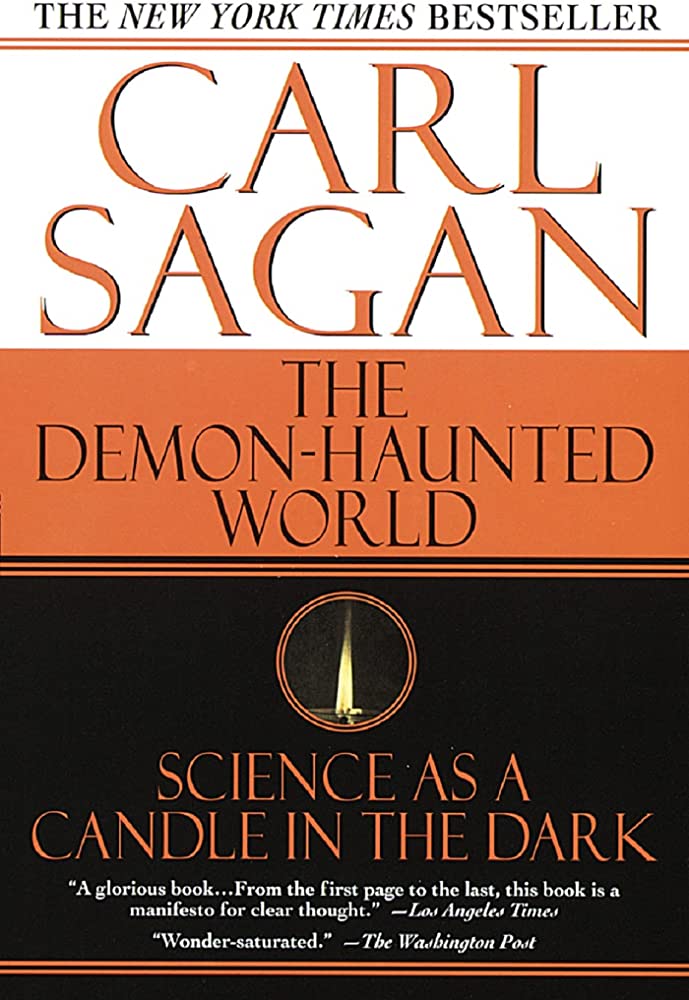 THE NEW YORK TIMES BESTSELLER
CARL
SAGAN
THE
DEMON-HAUNTED
WORLD
SCIENCE AS A
CANDLE IN THE DARK
“A glorious book...From the first page to the last, this book is a
manifesto for clear thought.” —Los Angeles Times
“Wonder-saturated.” —The Washington Post